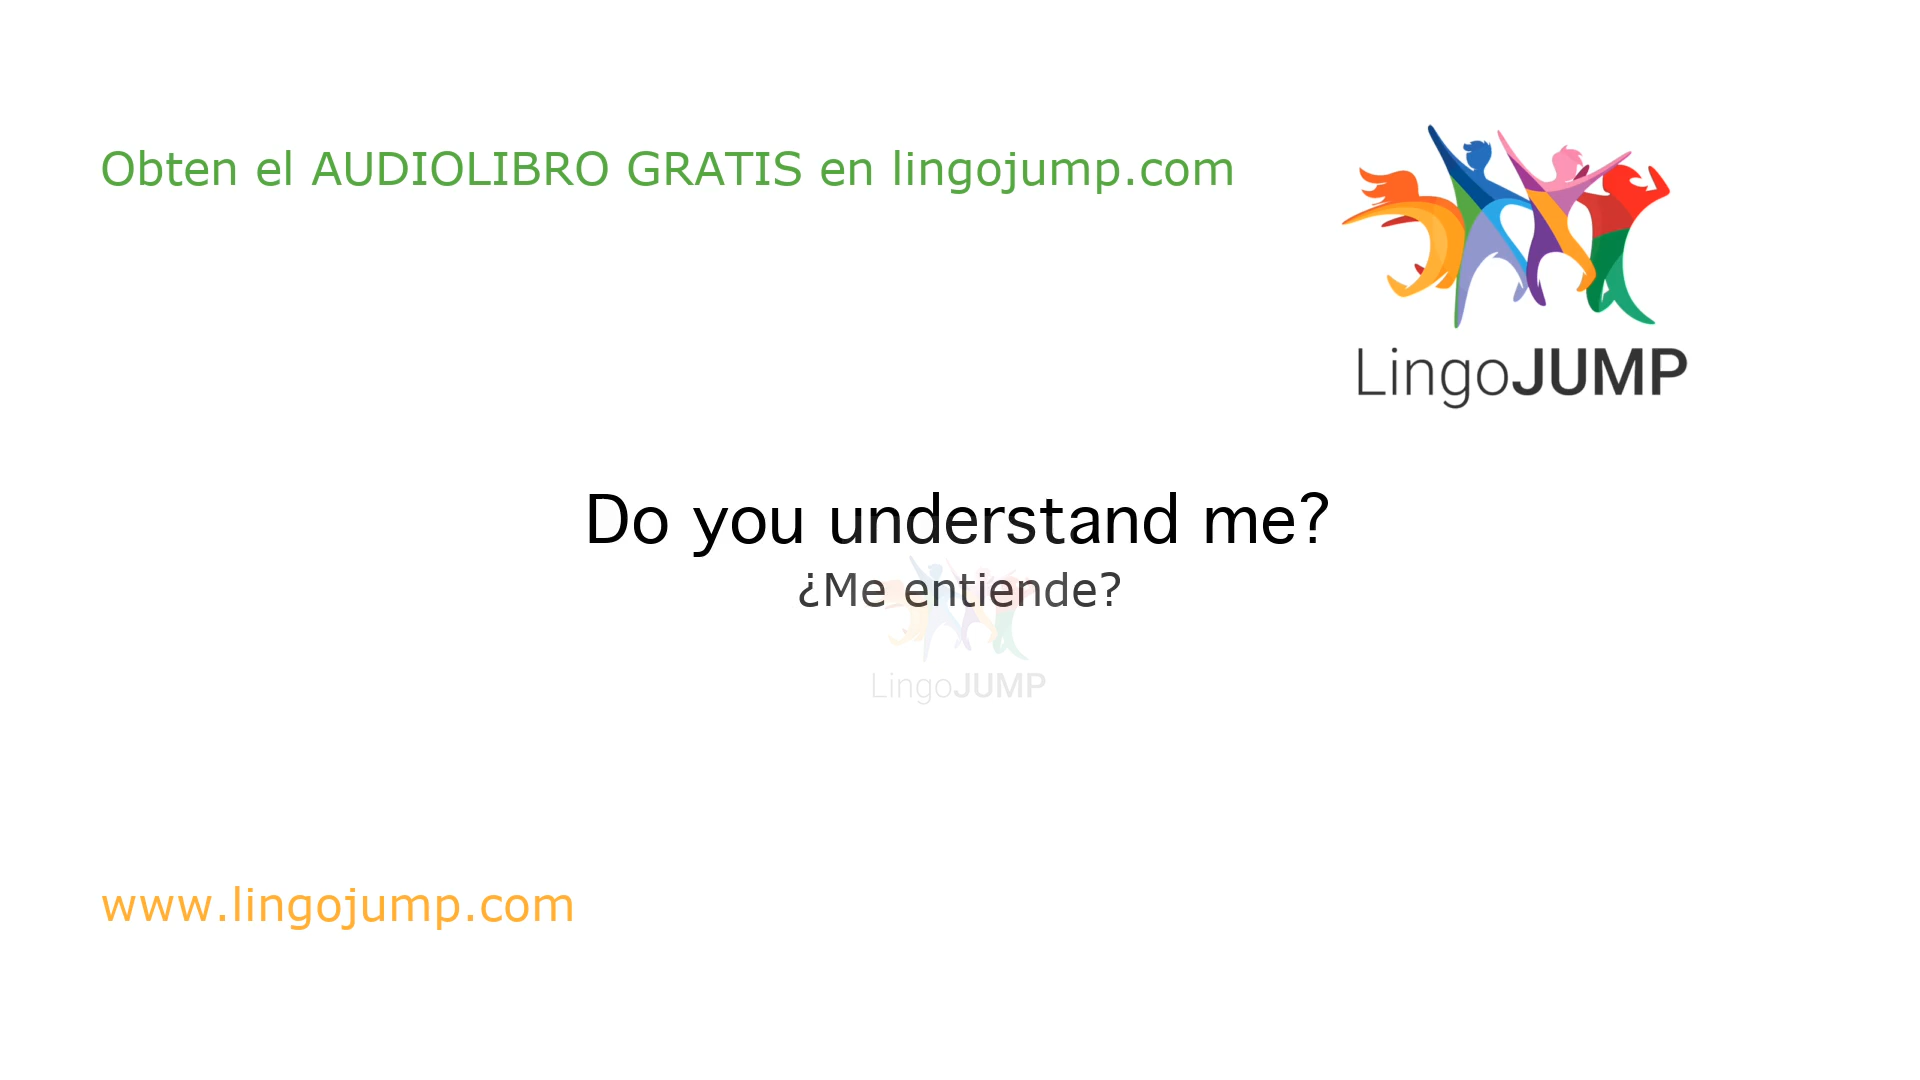 Obten el AUDIOLIBRO GRATIS en lingojump.com
LingoJUMP
Do you understand me?
¿Me entiende?
LingoJUMP
www.lingojump.com